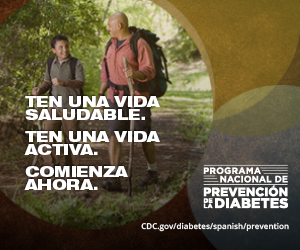 TEN UNA VIDA
SALUDABLE.
TEN UNA VIDA
ACTIVA.
COMIENZA
AHORA.
PROGRAMA
NACIONAL DE
PREVENCIÓN
DE LA DIABETES
CDC.gov/diabetes/spanish/prevention